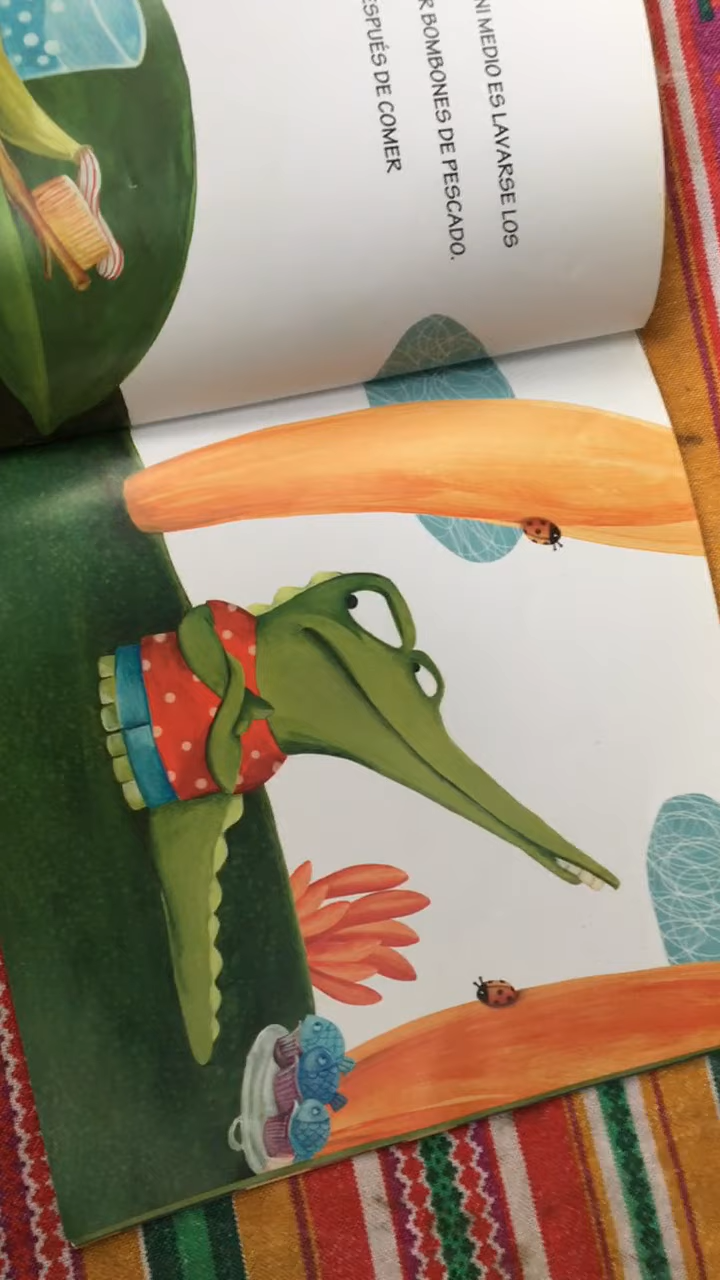 NI MEDIO ES LAVARSE LOS
R BOMBONES DE PESCADO.
ESPUÉS DE COMER